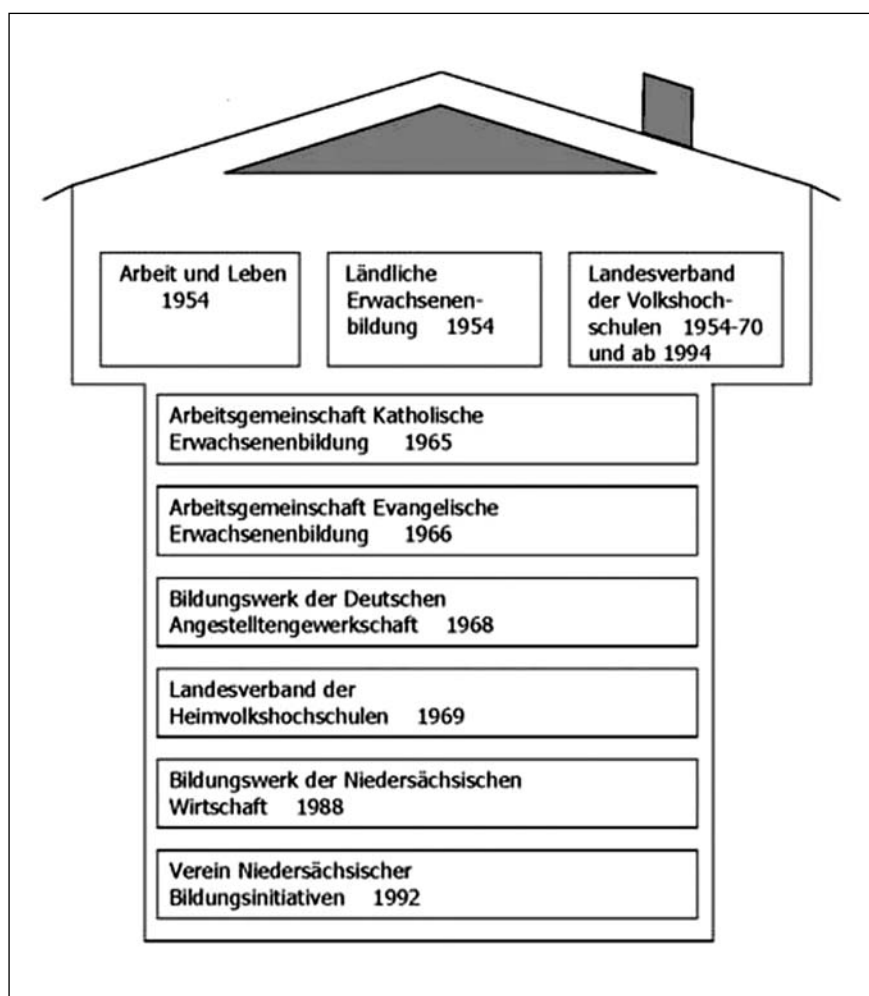 Arbeit und Leben
1954
Ländliche
Erwachsenen-
bildung 1954
Landesverband
der Volkshoch-
schulen 1954-70
und ab 1994
Arbeitsgemeinschaft Katholische
Erwachsenenbildung 1965
Arbeitsgemeinschaft Evangelische
Erwachsenenbildung 1966
Bildungswerk der Deutschen
Angestelltengewerkschaft 1968
Landesverband der
Heimvolkshochschulen 1969
Bildungswerk der Niedersächsischen
Wirtschaft 1988
Verein Niedersächsischer
Bildungsinitiativen 1992